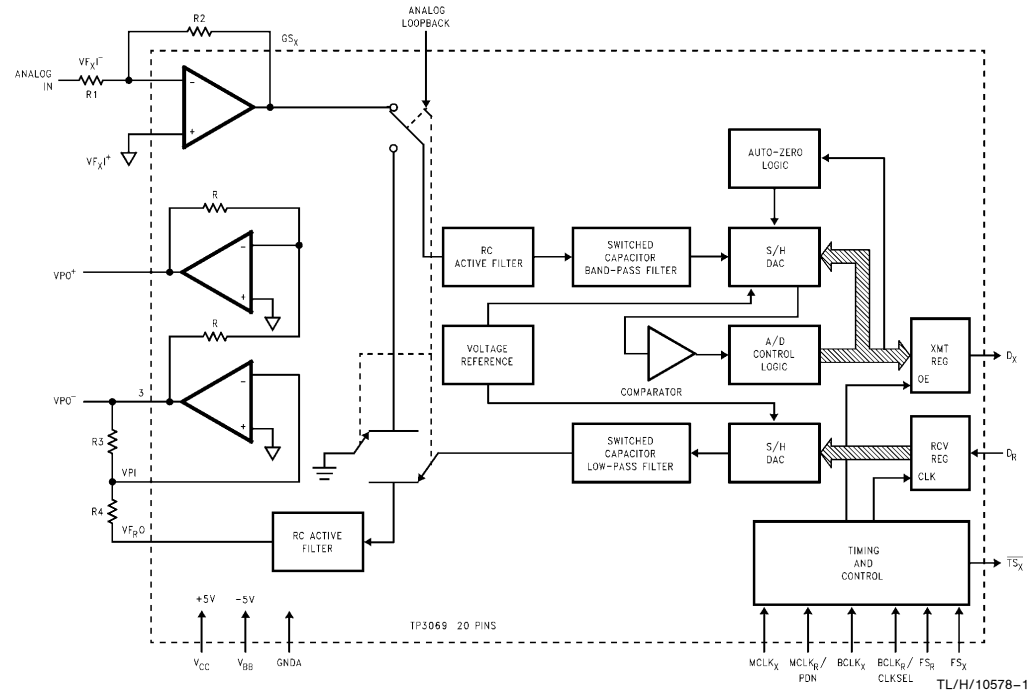 ANALOG
LOOPBACK
R2
GSX
VFXI−
ANALOG
IN
R1
−
+
VFXI+
AUTO-ZERO
LOGIC
R
−
VPO+
+
RC
ACTIVE FILTER
SWITCHED
CAPACITOR
BAND-PASS FILTER
S/H
DAC
R
VOLTAGE
REFERENCE
COMPARATOR
A/D
CONTROL
LOGIC
XMT
REG
OE
DX
VPO−
3
−
+
R3
VPI
R4
VFRO
SWITCHED
CAPACITOR
LOW-PASS FILTER
S/H
DAC
RCV
REG
CLK
DR
RC ACTIVE
FILTER
TIMING
AND
CONTROL
TSX
+5V
−5V
TP3069 20 PINS
VCC
VBB
GNDA
MCLKX
MCLKR/
PDN
BCLKX
BCLKR/
CLKSEL
FSR
FSX
TL/H/10578–1